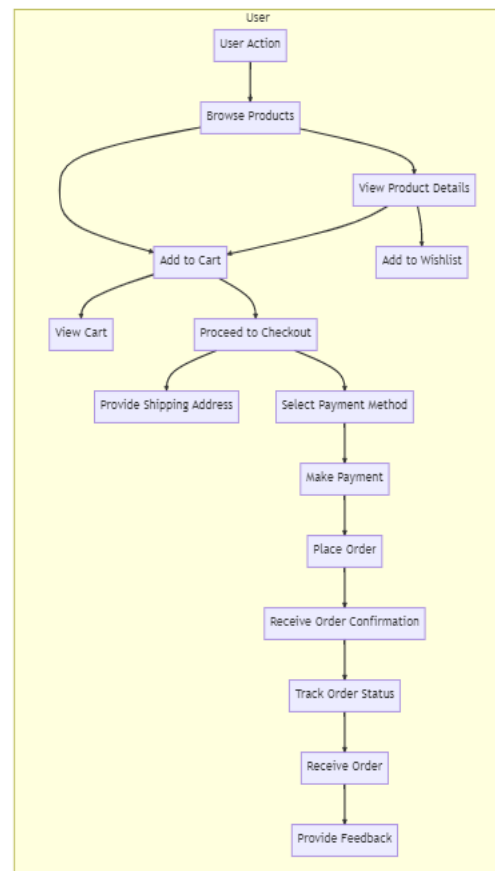 User
User Action
Browse Products
View Product Details
Add to Cart
Add to Wishlist
View Cart
Proceed to Checkout
Provide Shipping Address
Select Payment Method
Make Payment
Place Order
Receive Order Confirmation
Track Order Status
Receive Order
Provide Feedback